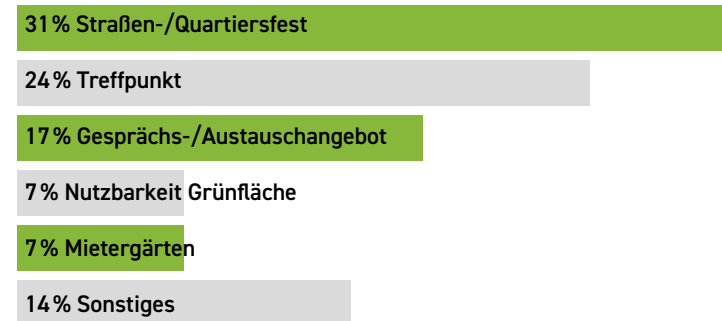 31% Straßen-/Quartiersfest
24% Treffpunkt
17% Gesprächs-/Austauschangebot
7% Nutzbarkeit Grünfläche
7% Mietergärten
14% Sonstiges